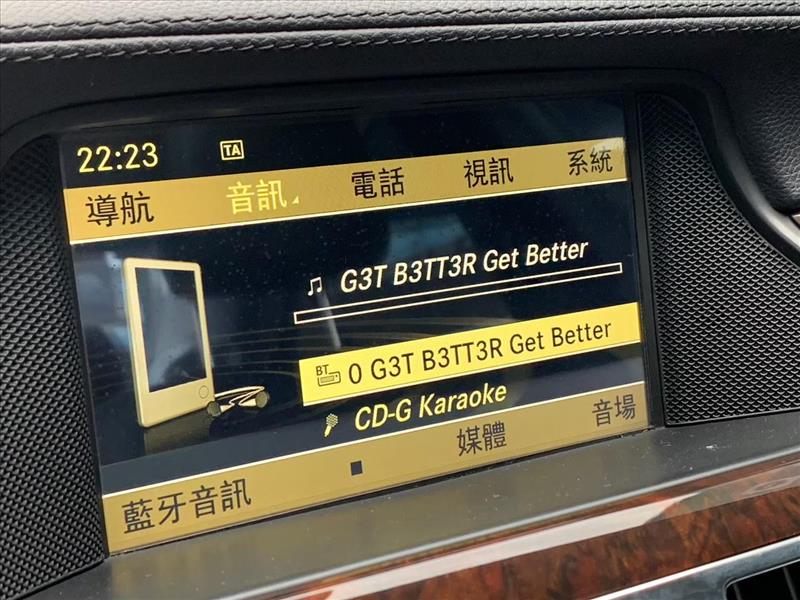 22:23 TA
導航 音訊 電話 視訊 系統
G3T B3TT3R Get Better
BT 0 G3T B3TT3R Get Better
CD-G Karaoke
藍牙音訊 媒體 音場